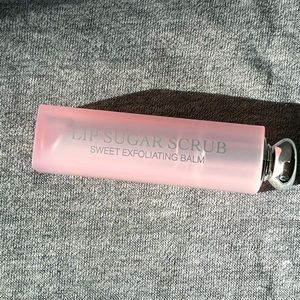 LIP SUGAR SCRUB
SWEET EXFOLIATING BALM